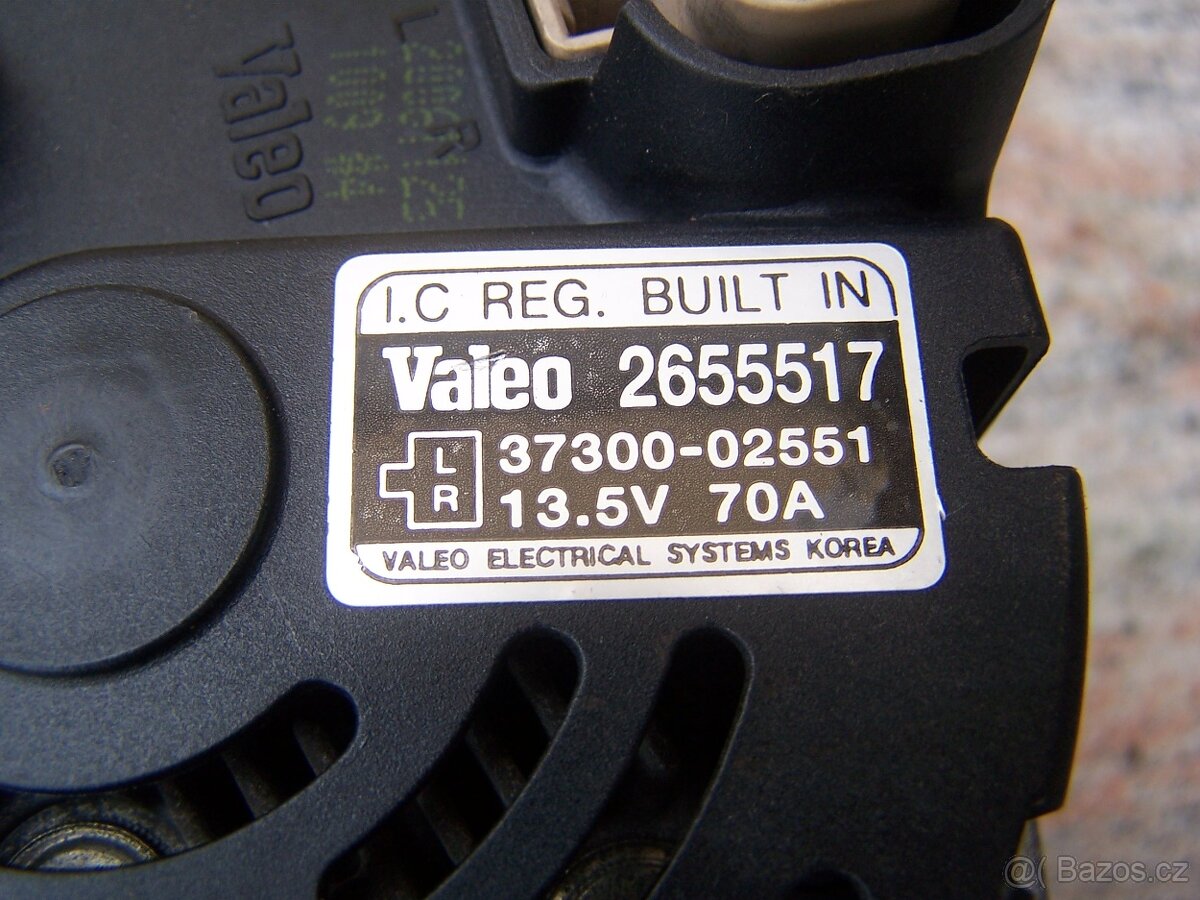 Valeo
L
R
I.C REG. BUILT IN
Valeo 2655517
L
R
37300-02551
13.5V 70A
VALEO ELECTRICAL SYSTEMS KOREA
@( Bazos.cz